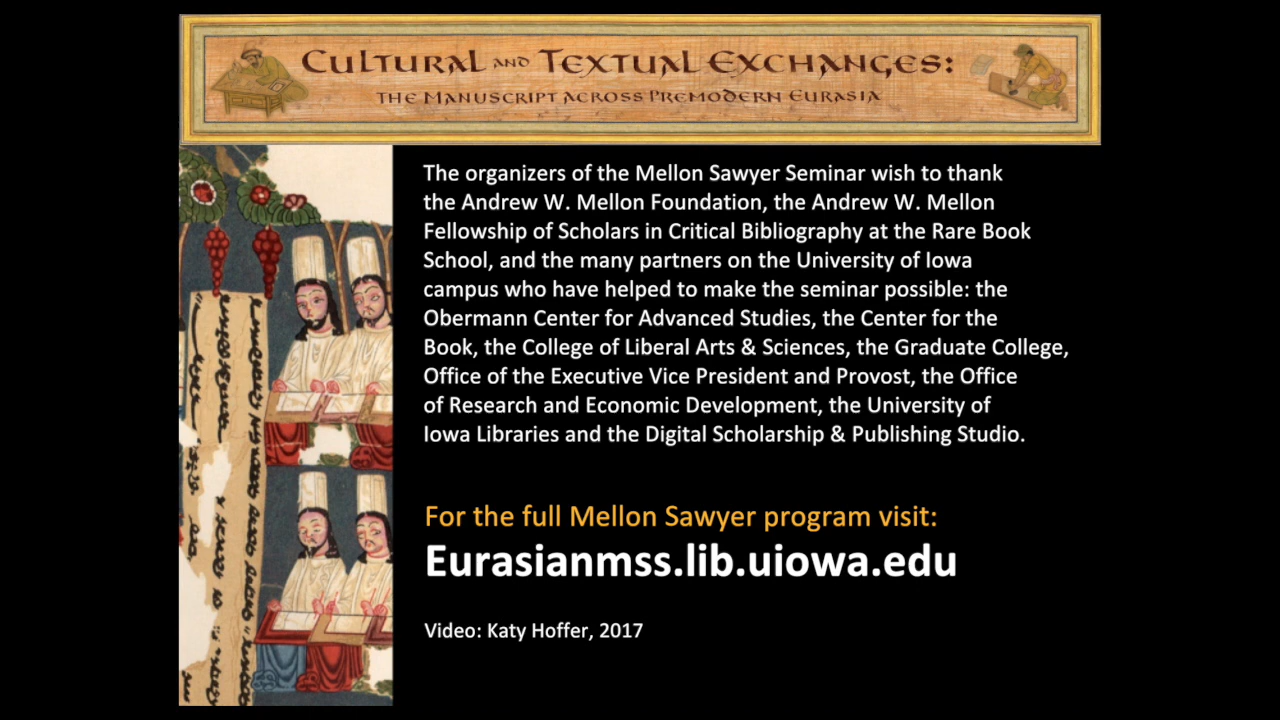 CULTURAL AND TEXTUAL EXCHANGES:
THE MANUSCRIPT ACROSS PREMODERN EURASIA
The organizers of the Mellon Sawyer Seminar wish to thank
the Andrew W. Mellon Foundation, the Andrew W. Mellon
Fellowship of Scholars in Critical Bibliography at the Rare Book
School, and the many partners on the University of Iowa
campus who have helped to make the seminar possible: the
Obermann Center for Advanced Studies, the Center for the
Book, the College of Liberal Arts & Sciences, the Graduate College,
Office of the Executive Vice President and Provost, the Office
of Research and Economic Development, the University of
Iowa Libraries and the Digital Scholarship & Publishing Studio.
For the full Mellon Sawyer program visit:
Eurasianmss.lib.uiowa.edu
Video: Katy Hoffer, 2017